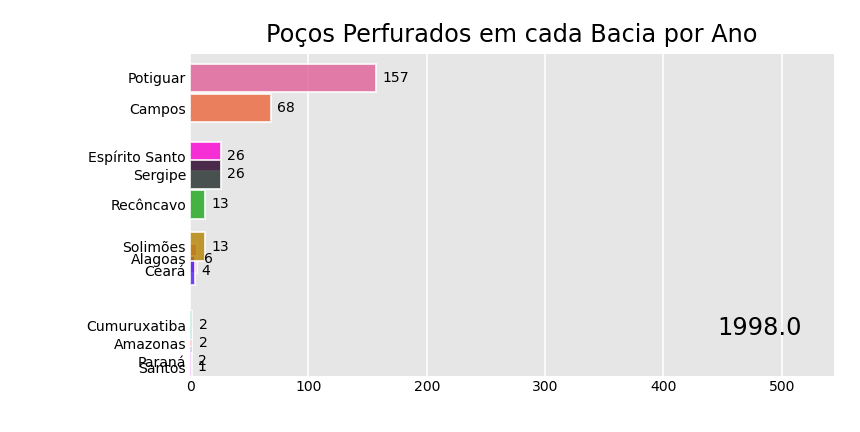 Poços Perfurados em cada Bacia por Ano
Potiguar 157
Campos 68
Espírito Santo 26
Sergipe 26
Recôncavo 13
Solimões 13
Alagoas 6
Ceará 4
Cumuruxatiba 2
1998.0
Amazonas 2
Paraná 2
Santos 1
0 100 200 300 400 500